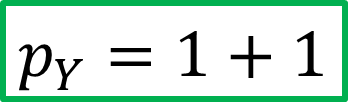 p_Y = 1 + 1